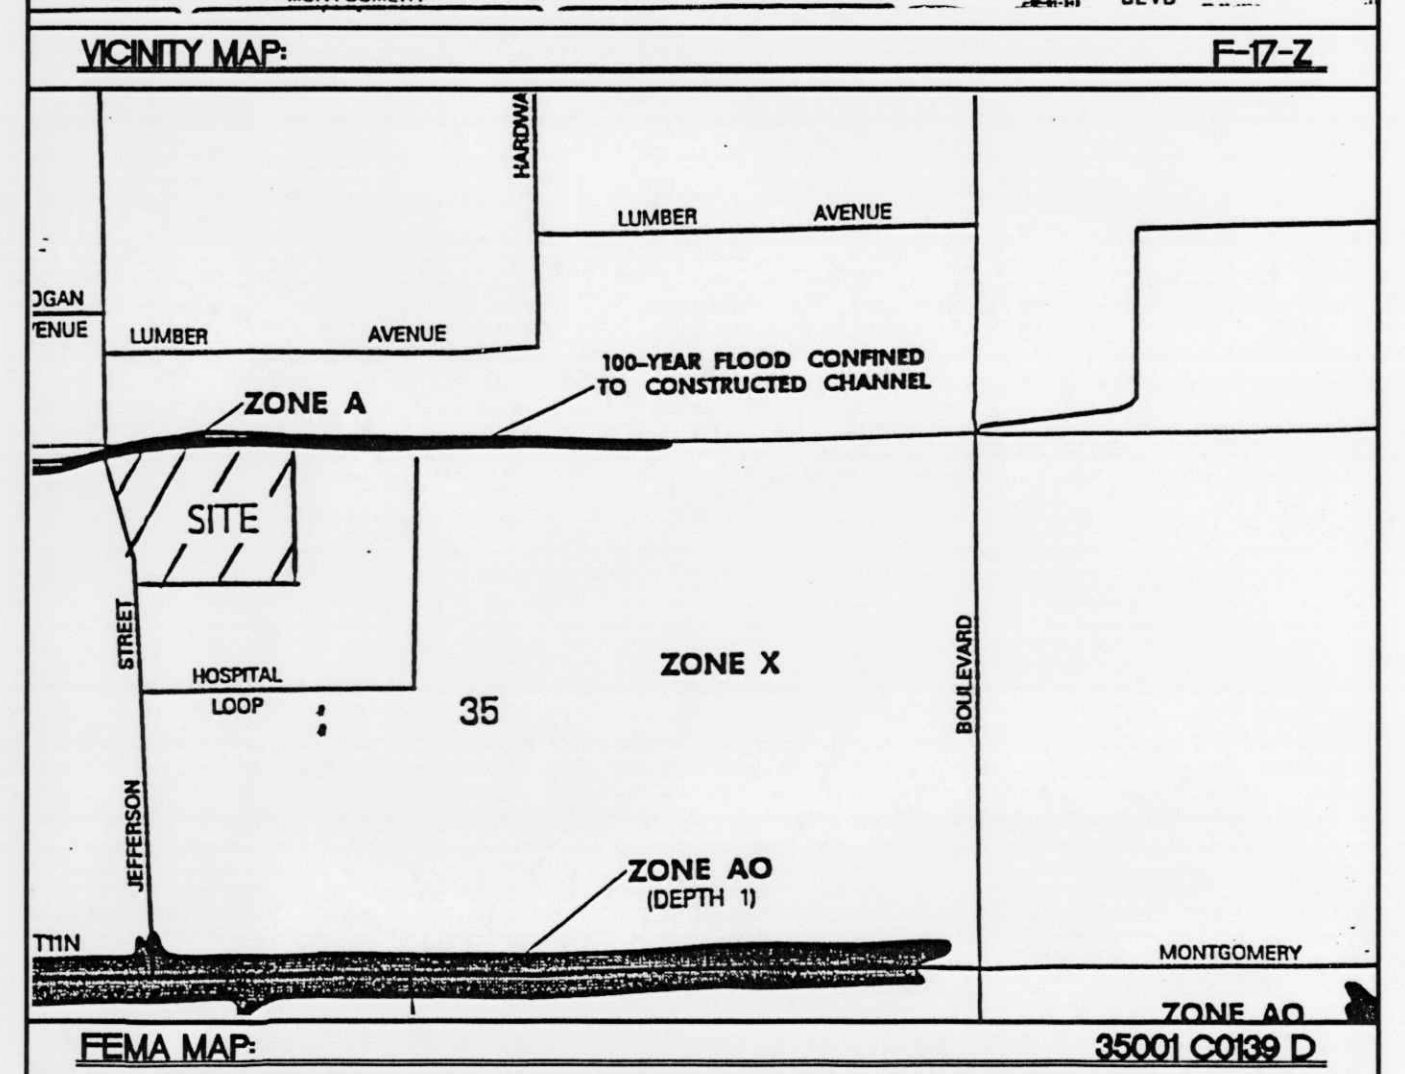 MONTGOMERY
BLVD
VICINITY MAP:
F-17-Z
HARDWA
LUMBER AVENUE
OGAN
VENUE
LUMBER AVENUE
100-YEAR FLOOD CONFINED
TO CONSTRUCTED CHANNEL
ZONE A
SITE
STREET
BOULEVARD
ZONE X
HOSPITAL
LOOP
35
JEFFERSON
ZONE AO
(DEPTH 1)
T11N
MONTGOMERY
ZONE AO
FEMA MAP:
35001 C0139 D